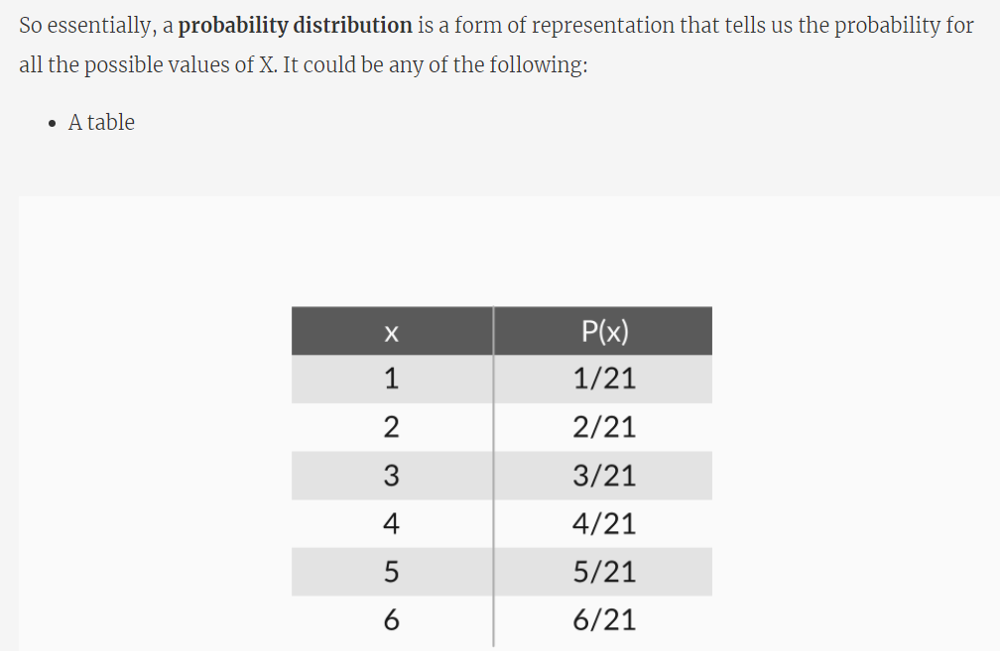 So essentially, a probability distribution is a form of representation that tells us the probability for
all the possible values of X. It could be any of the following:
• A table
x P(x)
1 1/21
2 2/21
3 3/21
4 4/21
5 5/21
6 6/21